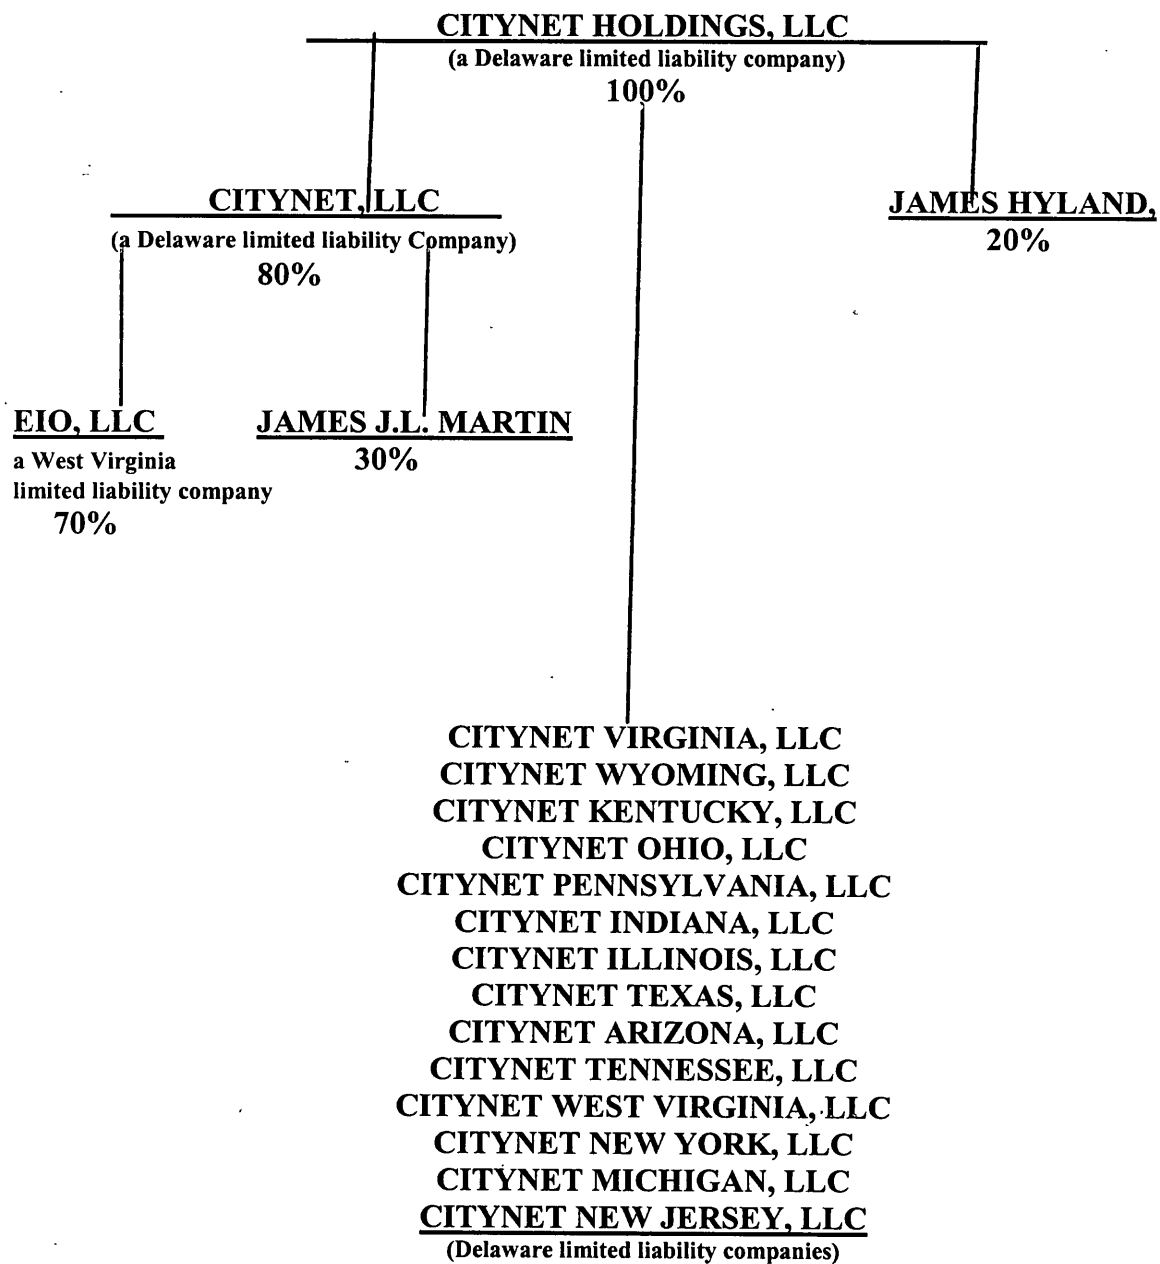 CITYNET HOLDINGS, LLC
(a Delaware limited liability company)
100%
CITYNET, LLC
(a Delaware limited liability Company)
80%
JAMES HYLAND,
20%
EIO, LLC
a West Virginia
limited liability company
70%
JAMES J.L. MARTIN
30%
CITYNET VIRGINIA, LLC
CITYNET WYOMING, LLC
CITYNET KENTUCKY, LLC
CITYNET OHIO, LLC
CITYNET PENNSYLVANIA, LLC
CITYNET INDIANA, LLC
CITYNET ILLINOIS, LLC
CITYNET TEXAS, LLC
CITYNET ARIZONA, LLC
CITYNET TENNESSEE, LLC
CITYNET WEST VIRGINIA, LLC
CITYNET NEW YORK, LLC
CITYNET MICHIGAN, LLC
CITYNET NEW JERSEY, LLC
(Delaware limited liability companies)